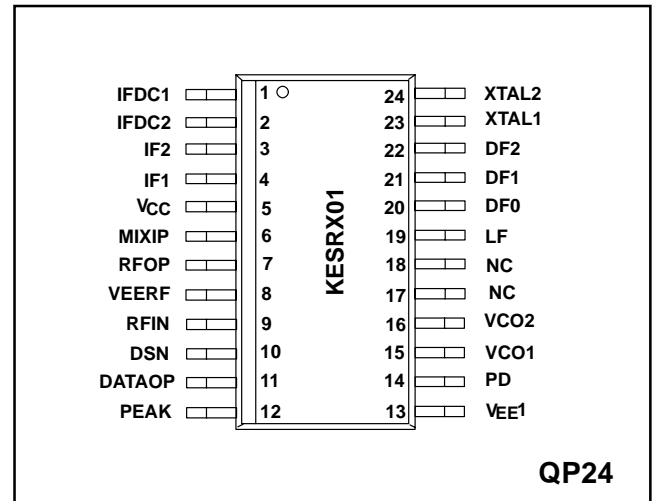 IFDC1 1 24 XTAL2
IFDC2 2 23 XTAL1
IF2 3 22 DF2
IF1 4 21 DF1
VCC 5 20 DF0
MIXIP 6 19 LF
RFOP 7 18 NC
VEERF 8 17 NC
RFIN 9 16 VCO2
DSN 10 15 VCO1
DATAOP 11 14 PD
PEAK 12 13 VEE1
KESRX01
QP24